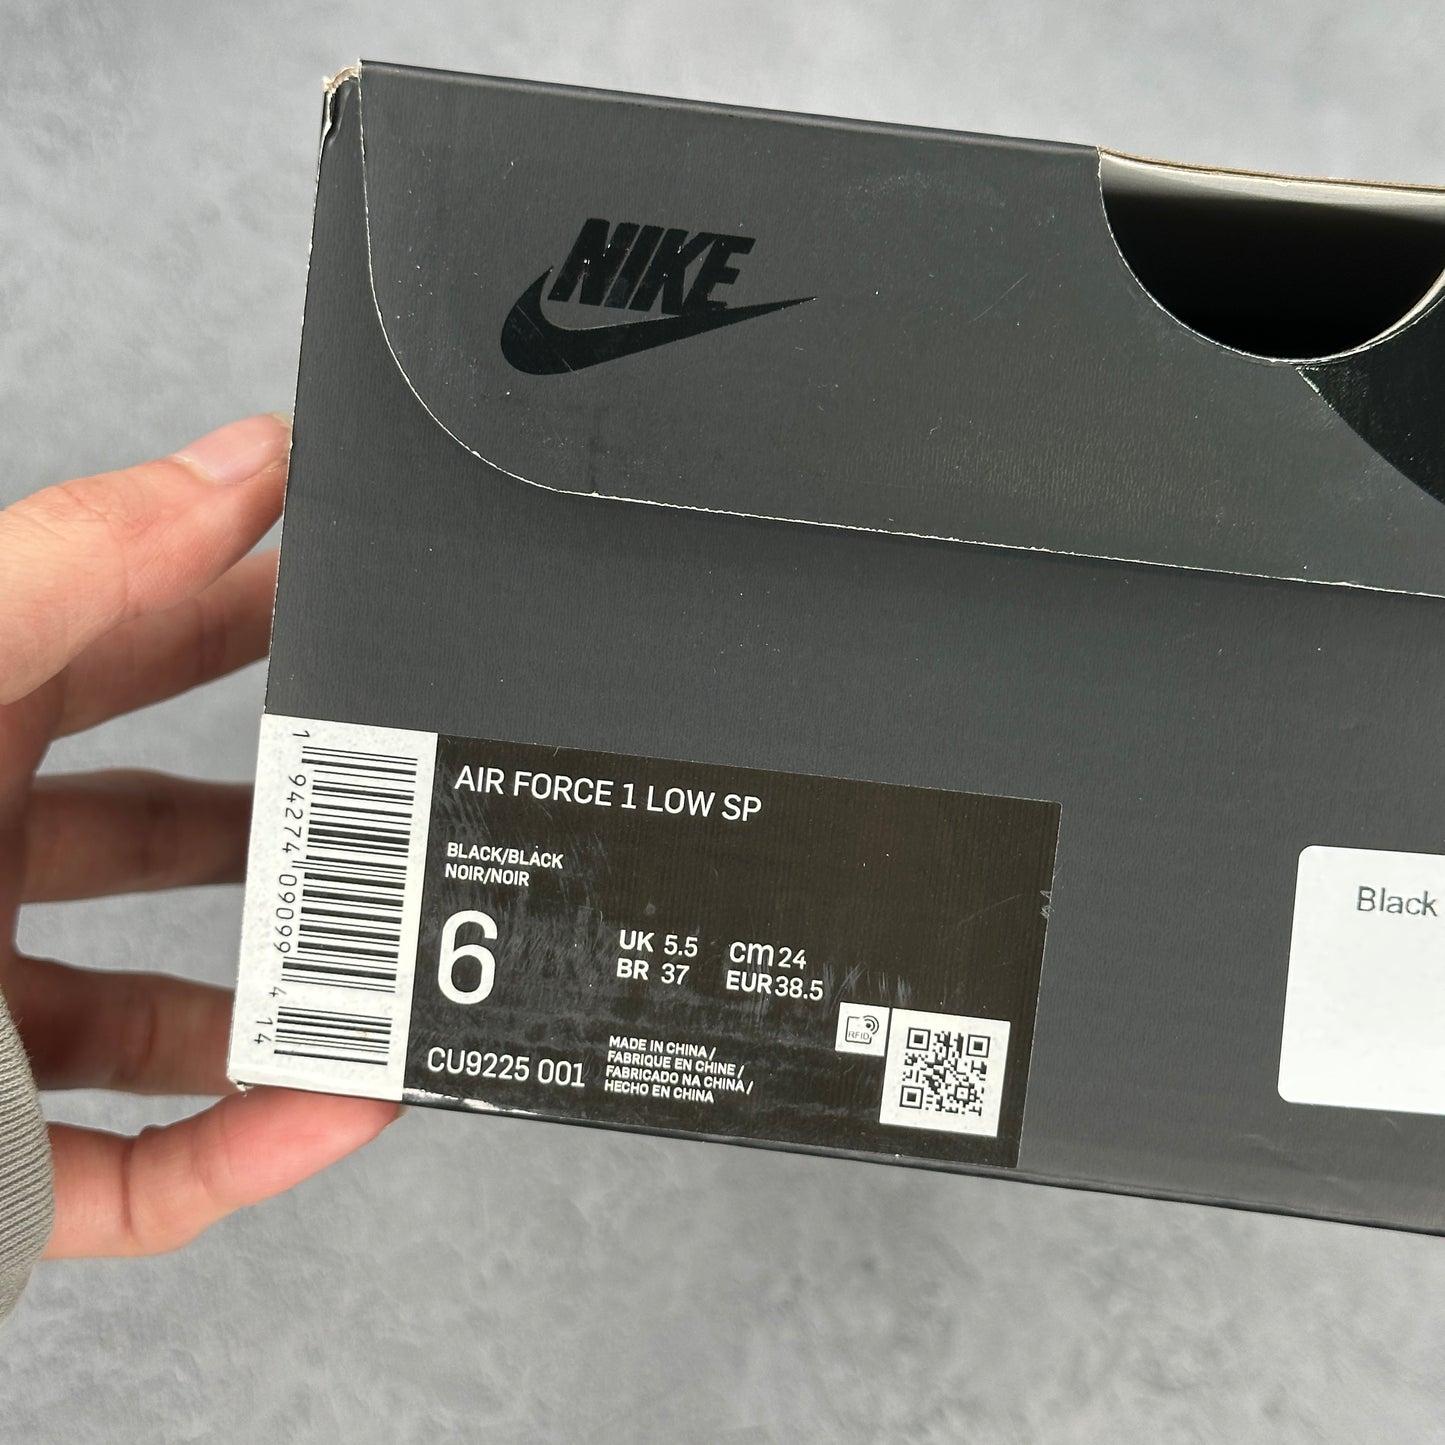 NIKE
AIR FORCE 1 LOW SP
BLACK/BLACK
NOIR/NOIR
6
UK 5.5 cm 24
BR 37 EUR 38.5
RFID
CU9225 001
MADE IN CHINA /
FABRIQUE EN CHINE /
FABRICADO NA CHINA /
HECHO EN CHINA
1 94274 09099 4 14
Black